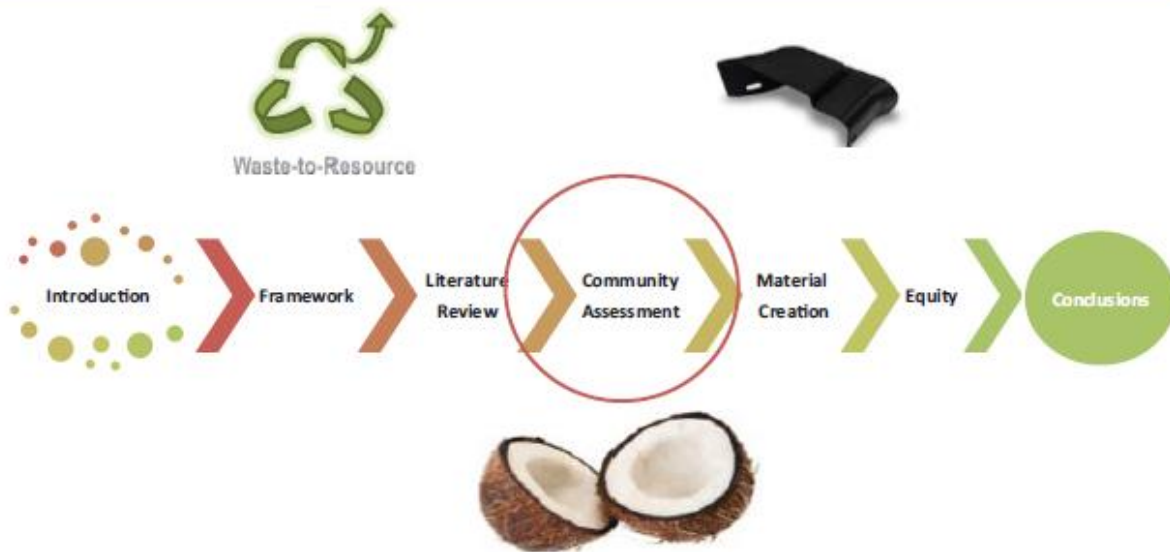 Waste-to-Resource
Introduction
Framework
Literature
Review
Community
Assessment
Material
Creation
Equity
Conclusions